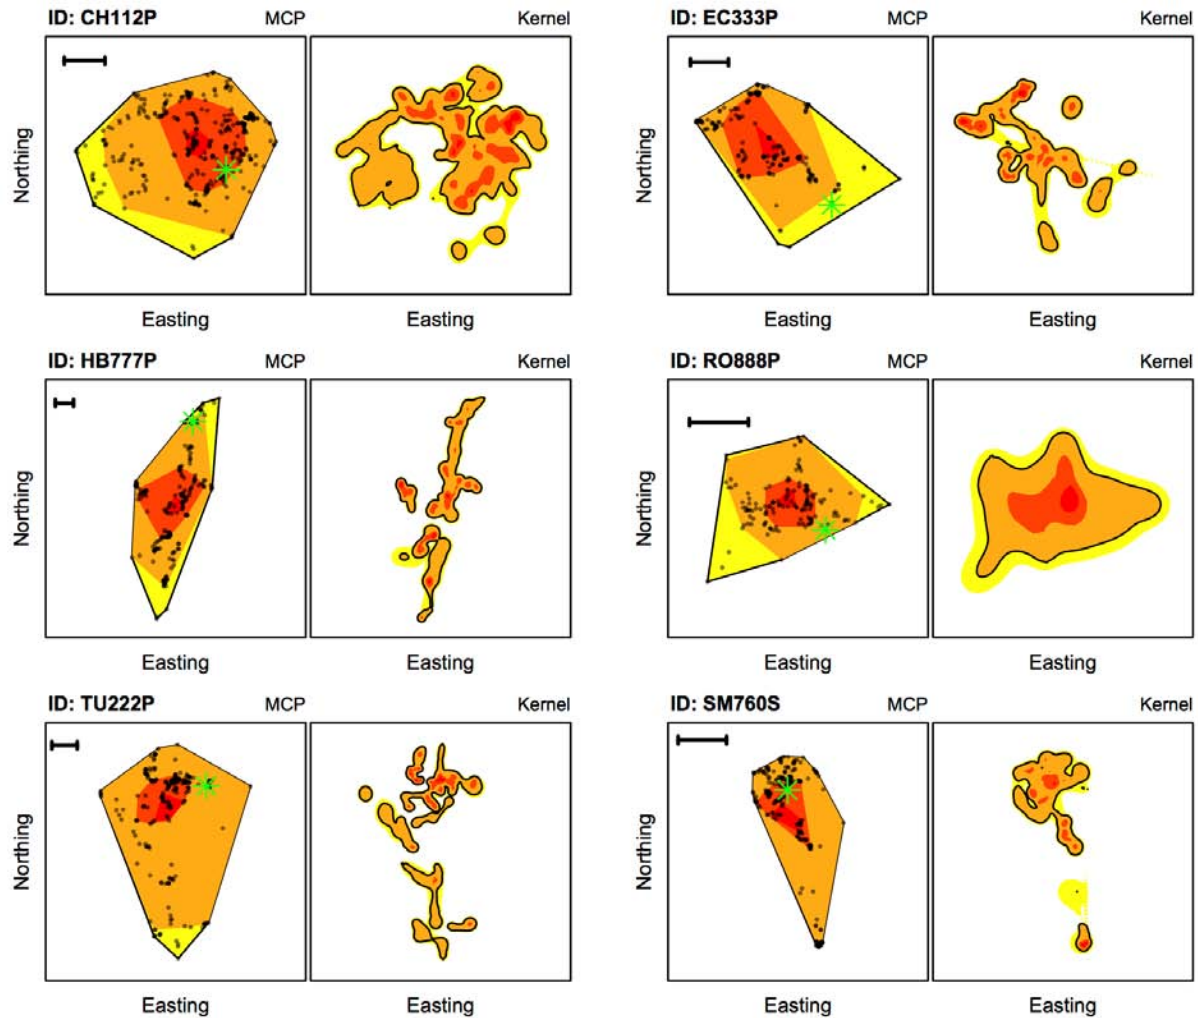 ID: CH112P MCP Kernel ID: EC333P MCP Kernel
Northing Northing
Easting Easting Easting Easting
ID: HB777P MCP Kernel ID: RO888P MCP Kernel
Northing Northing
Easting Easting Easting Easting
ID: TU222P MCP Kernel ID: SM760S MCP Kernel
Northing Northing
Easting Easting Easting Easting